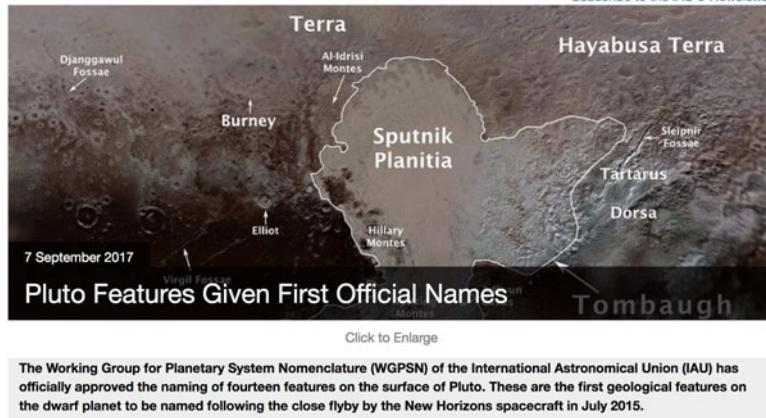 Terra
Hayabusa Terra
Djanggawul
Fossae
Al-Idrisi
Montes
Burney
Sputnik
Planitia
Sleipnir
Fossae
Tartarus
Dorsa
Elliot
Hillary
Montes
7 September 2017
Virgil Fossae
Pluto Features Given First Official Names
Montes
Tombaugh
Click to Enlarge
The Working Group for Planetary System Nomenclature (WGPSN) of the International Astronomical Union (IAU) has
officially approved the naming of fourteen features on the surface of Pluto. These are the first geological features on
the dwarf planet to be named following the close flyby by the New Horizons spacecraft in July 2015.